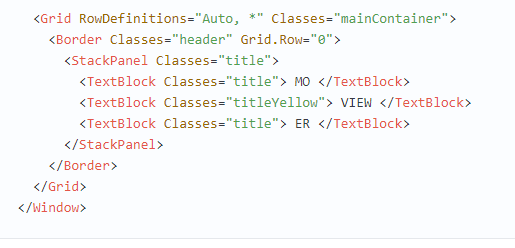 <Grid RowDefinitions="Auto, *" Classes="mainContainer">
<Border Classes="header" Grid.Row="0">
<StackPanel Classes="title">
<TextBlock Classes="title"> MO </TextBlock>
<TextBlock Classes="titleYellow"> VIEW </TextBlock>
<TextBlock Classes="title"> ER </TextBlock>
</StackPanel>
</Border>
</Grid>
</Window>